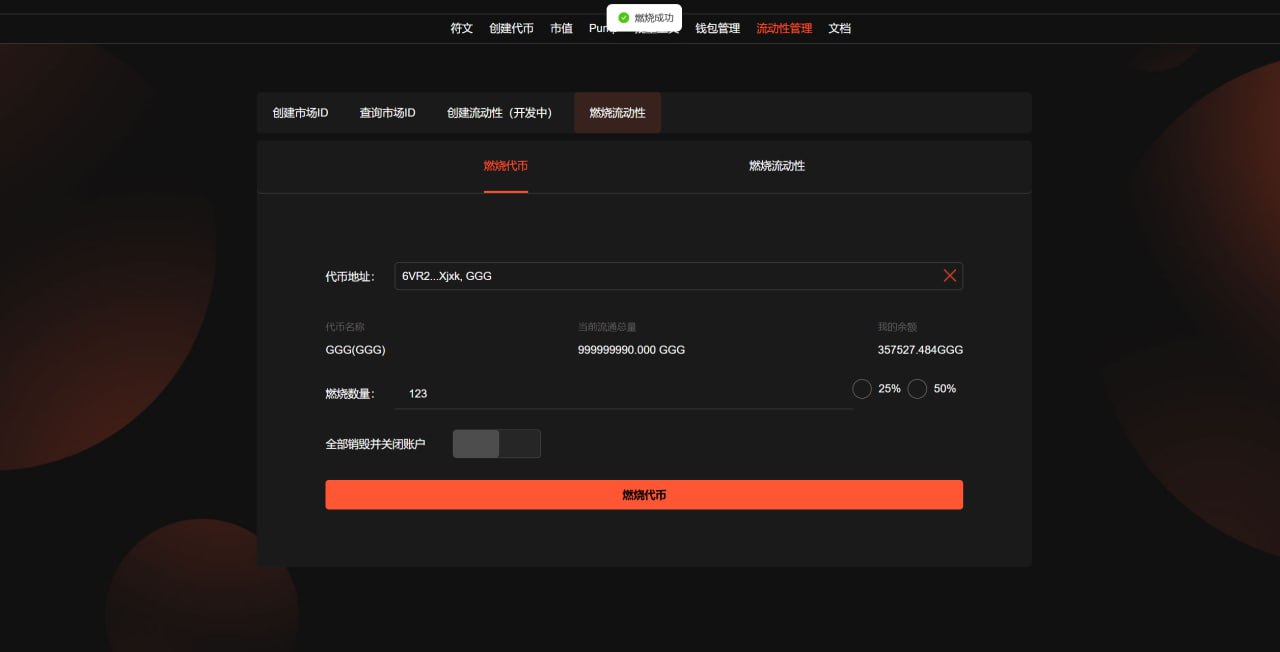 燃烧成功
符文 创建代币 市值 Pump 钱包管理 流动性管理 文档
创建市场ID 查询市场ID 创建流动性（开发中） 燃烧流动性
燃烧代币 燃烧流动性
代币地址： 6VR2...Xjxk, GGG
代币名称 当前流通总量 我的余额
GGG(GGG) 999999990.000 GGG 357527.484GGG
燃烧数量： 123 25% 50%
全部销毁并关闭账户
燃烧代币